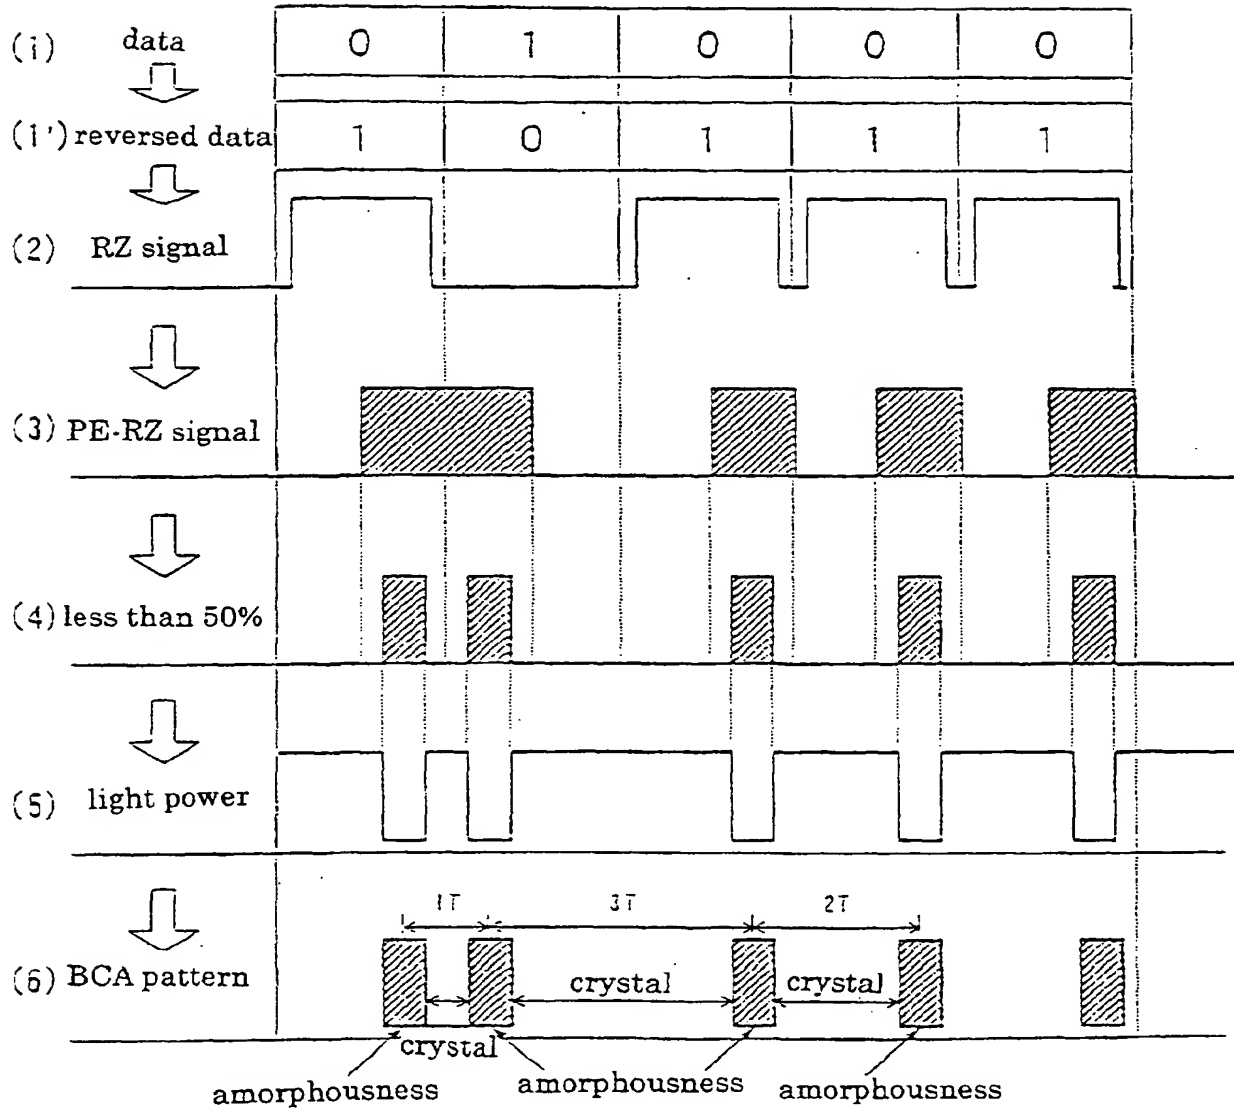 (1) data 0 1 0 0 0
(1') reversed data 1 0 1 1 1
(2) RZ signal
(3) PE-RZ signal
(4) less than 50%
(5) light power
1T 3T 2T
(6) BCA pattern
crystal crystal
crystal
amorphousness amorphousness amorphousness